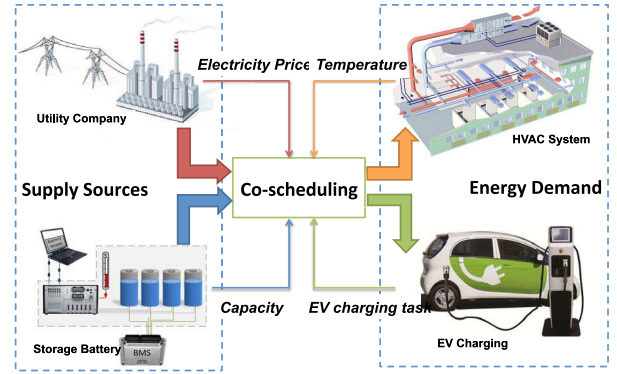 Electricity Price
Temperature
Utility Company
HVAC System
Supply Sources
Co-scheduling
Energy Demand
Capacity
EV charging task
Storage Battery
BMS
EV Charging